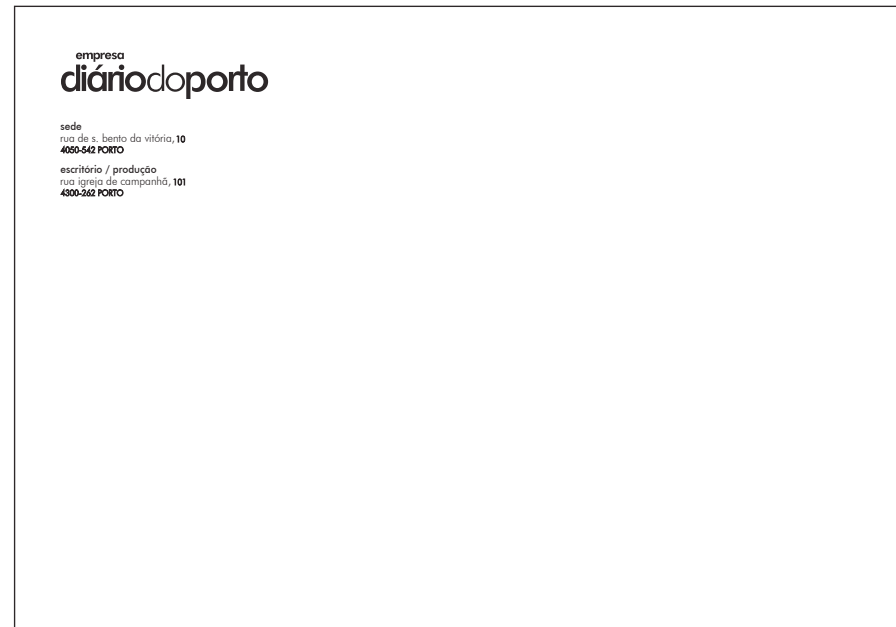 empresa
diáriodoporto
sede
rua de s. bento da vitória, 10
4050-542 PORTO
escritório / produção
rua igreja de campanhã, 101
4300-262 PORTO